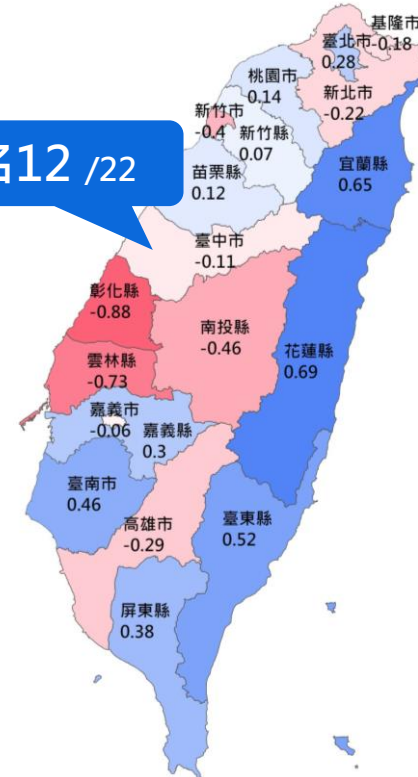 基隆市
-0.18
臺北市
0.28
桃園市
0.14
新北市
-0.22
新竹市
-0.4
新竹縣
0.07
名12 /22
宜蘭縣
0.65
苗栗縣
0.12
臺中市
-0.11
彰化縣
-0.88
南投縣
-0.46
花蓮縣
0.69
雲林縣
-0.73
嘉義市
-0.06
嘉義縣
0.3
臺南市
0.46
高雄市
-0.29
臺東縣
0.52
屏東縣
0.38